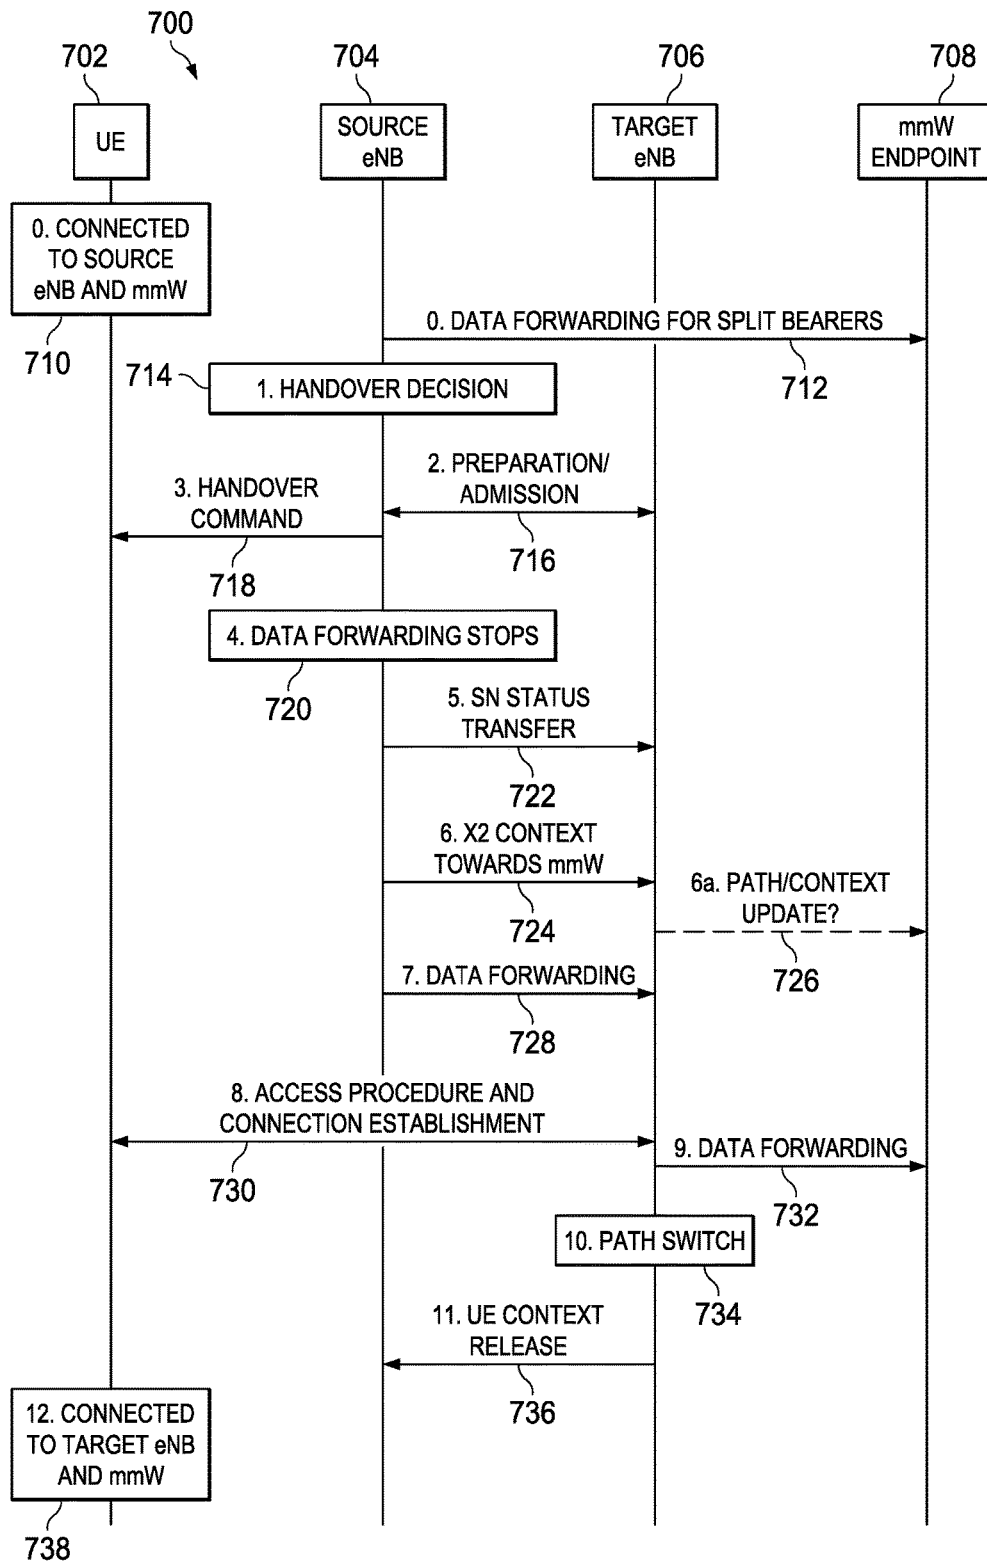 700
702
704
706
708
UE
SOURCE
eNB
TARGET
eNB
mmW
ENDPOINT
0. CONNECTED
TO SOURCE
eNB AND mmW
710
0. DATA FORWARDING FOR SPLIT BEARERS
712
714
1. HANDOVER DECISION
2. PREPARATION/
ADMISSION
716
3. HANDOVER
COMMAND
718
4. DATA FORWARDING STOPS
720
5. SN STATUS
TRANSFER
722
6. X2 CONTEXT
TOWARDS mmW
724
6a. PATH/CONTEXT
UPDATE?
726
7. DATA FORWARDING
728
8. ACCESS PROCEDURE AND
CONNECTION ESTABLISHMENT
730
9. DATA FORWARDING
732
10. PATH SWITCH
734
11. UE CONTEXT
RELEASE
736
12. CONNECTED
TO TARGET eNB
AND mmW
738